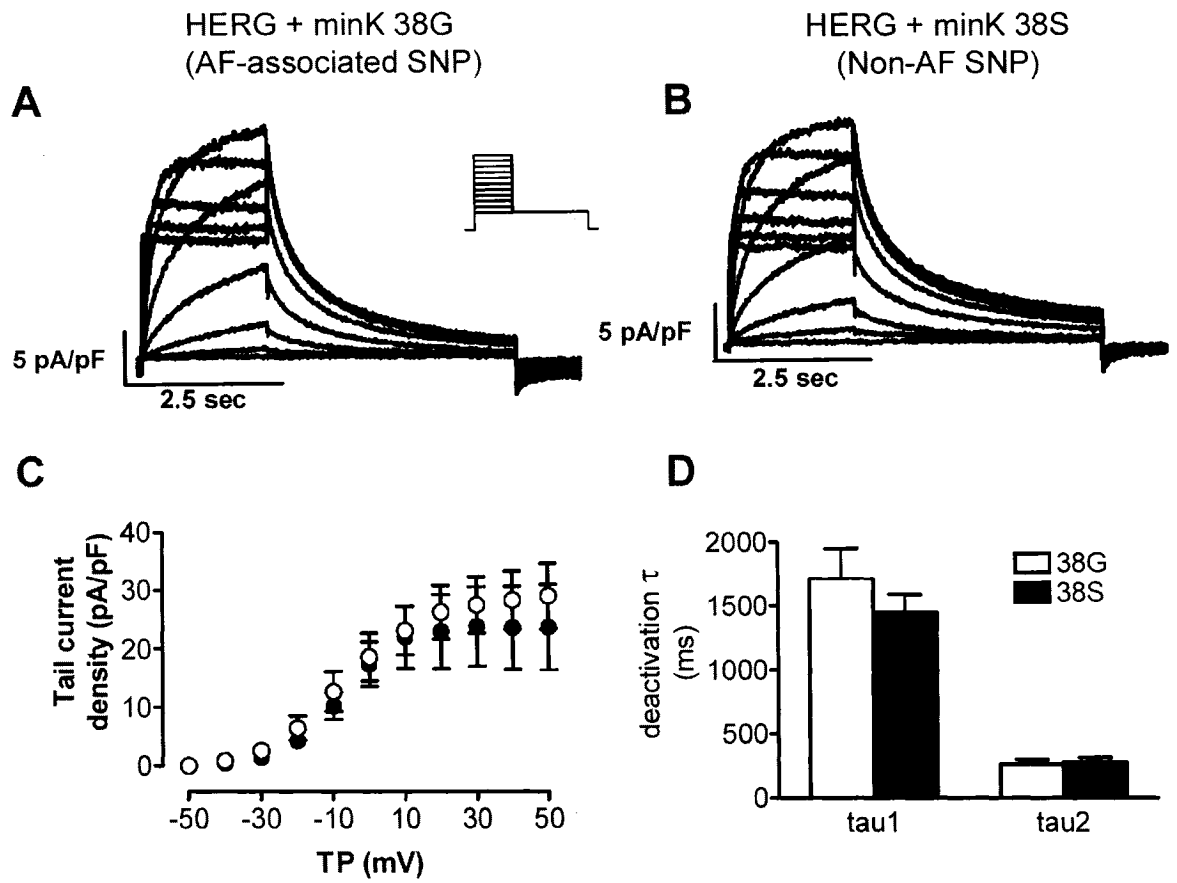 HERG + minK 38G
(AF-associated SNP)
HERG + minK 38S
(Non-AF SNP)
A
B
5 pA/pF
2.5 sec
5 pA/pF
2.5 sec
C
D
Tail current
density (pA/pF)
40
30
20
10
0
-50
-30
-10
10
30
50
TP (mV)
deactivation τ
(ms)
2000
1500
1000
500
0
38G
38S
tau1
tau2